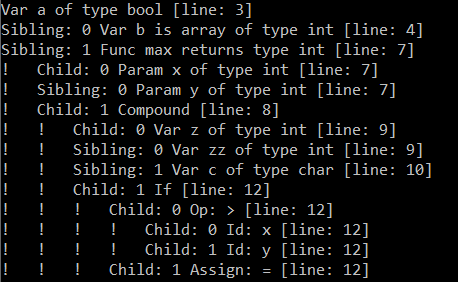 Var a of type bool [line: 3]
Sibling: 0 Var b is array of type int [line: 4]
Sibling: 1 Func max returns type int [line: 7]
!   Child: 0 Param x of type int [line: 7]
!   Sibling: 0 Param y of type int [line: 7]
!   Child: 1 Compound [line: 8]
!   !   Child: 0 Var z of type int [line: 9]
!   !   Sibling: 0 Var zz of type int [line: 9]
!   !   Sibling: 1 Var c of type char [line: 10]
!   !   Child: 1 If [line: 12]
!   !   !   Child: 0 Op: > [line: 12]
!   !   !   !   Child: 0 Id: x [line: 12]
!   !   !   !   Child: 1 Id: y [line: 12]
!   !   !   Child: 1 Assign: = [line: 12]